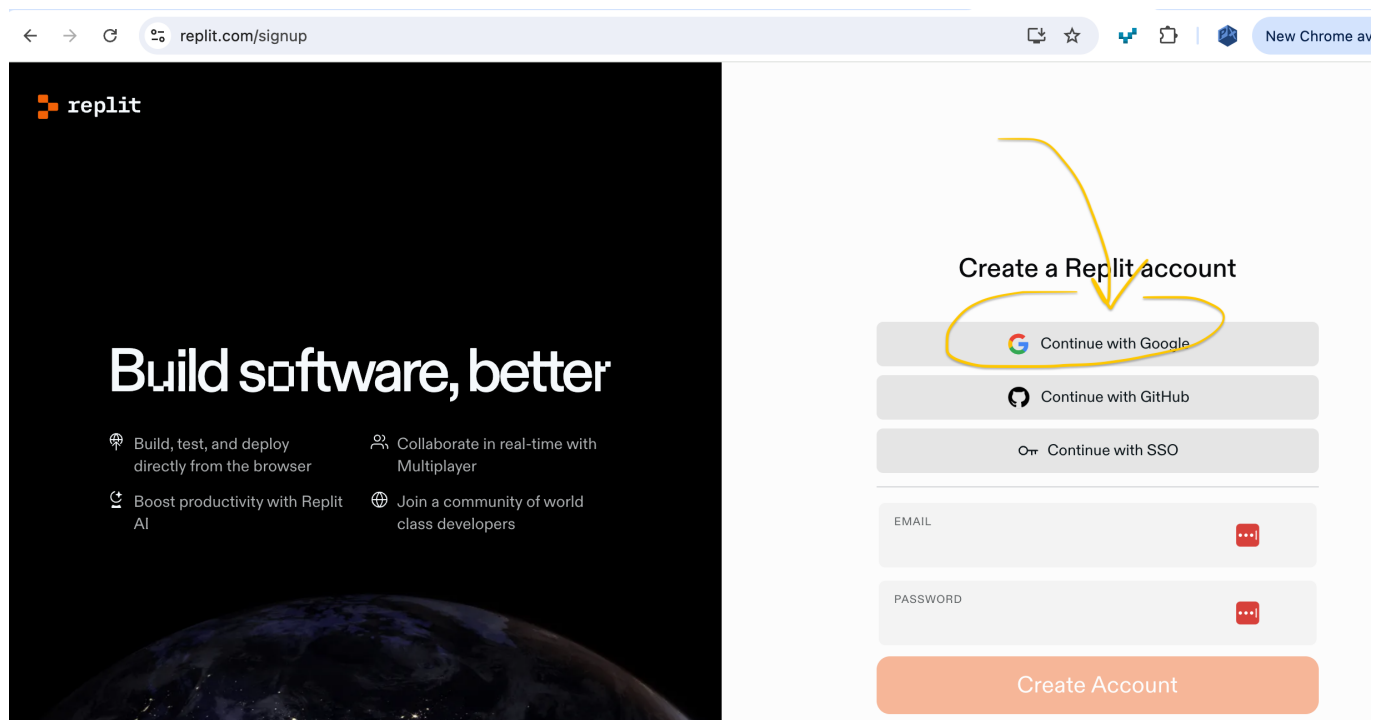 replit.com/signup
New Chrome av
replit
Build software, better
Build, test, and deploy
directly from the browser
Collaborate in real-time with
Multiplayer
Boost productivity with Replit
AI
Join a community of world
class developers
Create a Replit account
Continue with Google
Continue with GitHub
Continue with SSO
EMAIL
PASSWORD
Create Account